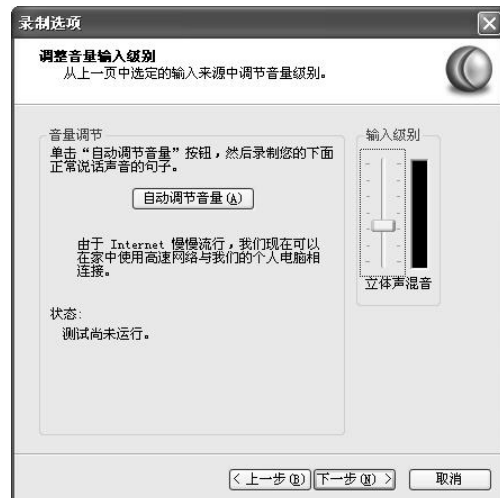 录制选项
调整音量输入级别
从上一页中选定的输入来源中调节音量级别。
音量调节
单击“自动调节音量”按钮，然后录制您的下面
正常说话声音的句子。
自动调节音量(A)
由于 Internet 慢慢流行，我们现在可以
在家中使用高速网络与我们的个人电脑相
连接。
状态:
测试尚未运行。
输入级别
立体声混音
< 上一步(B)
下一步(N) >
取消